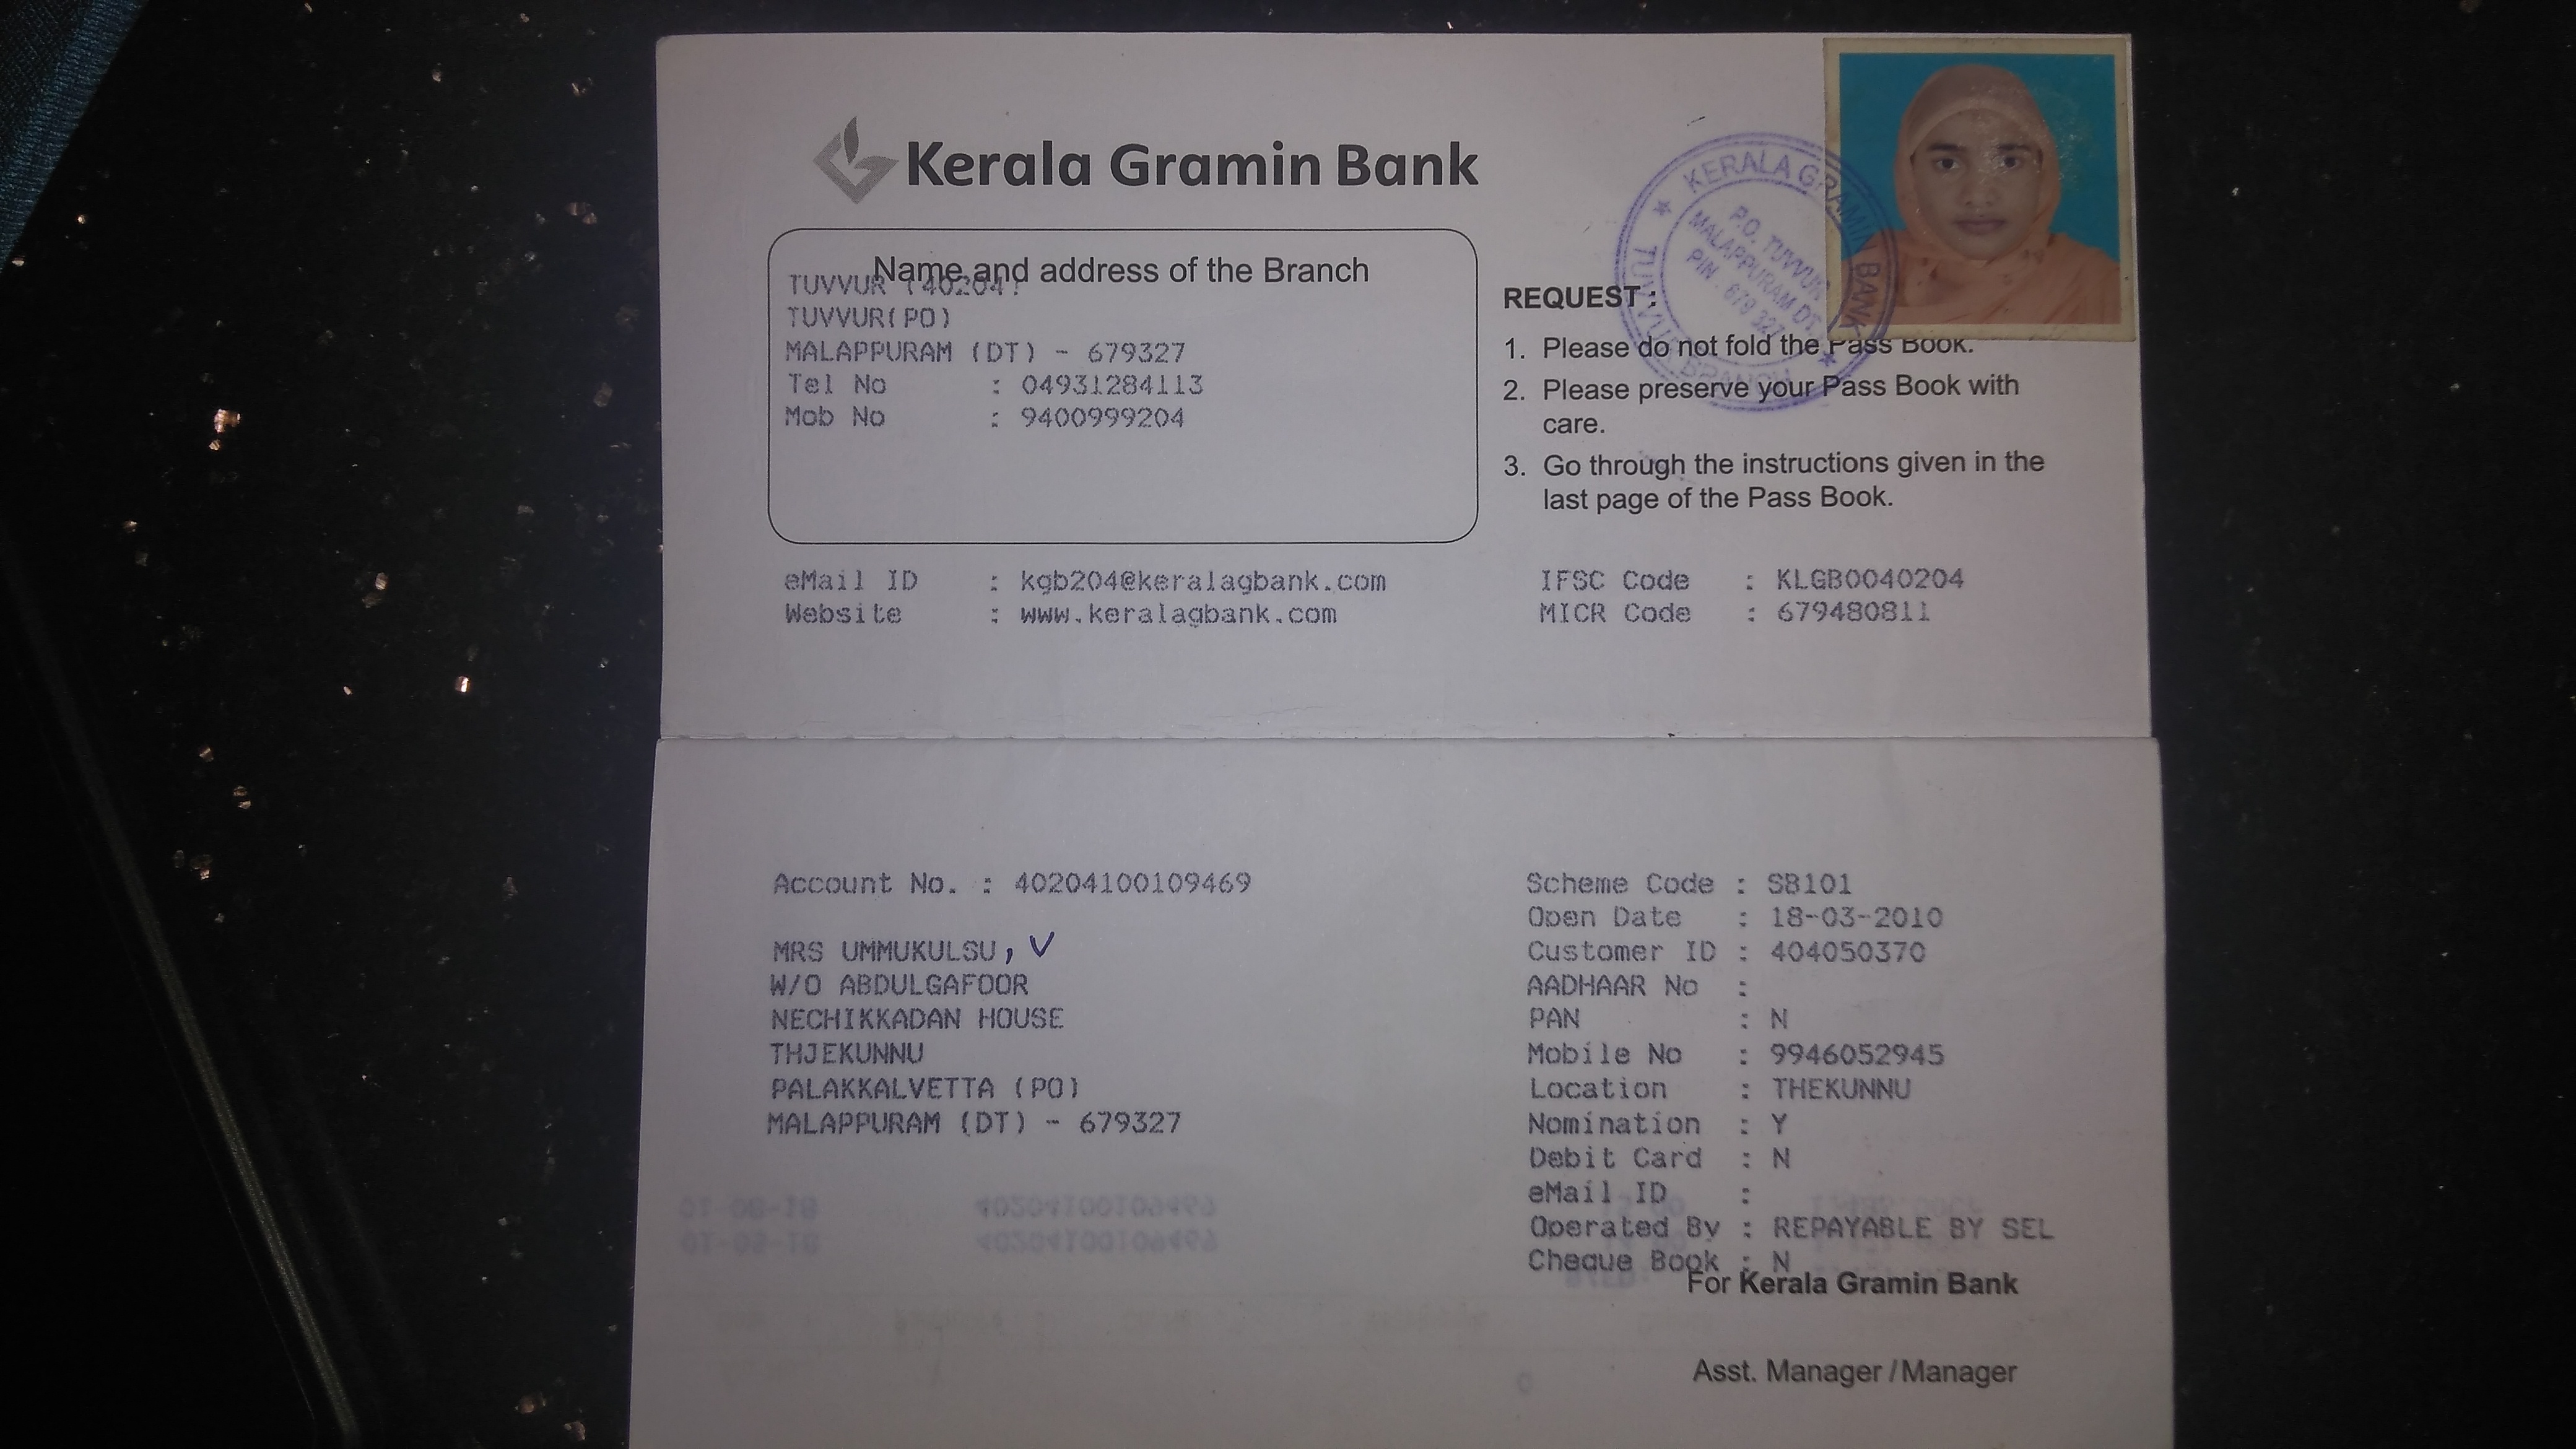 Kerala Gramin Bank
Name and address of the Branch
TUVVUR (40204)
TUVVUR(PO)
MALAPPURAM (DT) - 679327
Tel No : 04931284113
Mob No : 9400999204
KERALA GRAMIN BANK
TUVVUR BRANCH
P.O. TUVVUR
MALAPPURAM DT.
PIN - 679 327
REQUEST :
1. Please do not fold the Pass Book.
2. Please preserve your Pass Book with
care.
3. Go through the instructions given in the
last page of the Pass Book.
eMail ID : kgb204@keralagbank.com
Website : www.keralagbank.com
IFSC Code : KLGB0040204
MICR Code : 679480811
Account No. : 40204100109469
MRS UMMUKULSU, V
W/O ABDULGAFOOR
NECHIKKADAN HOUSE
THJEKUNNU
PALAKKALVETTA (PO)
MALAPPURAM (DT) - 679327
Scheme Code : SB101
Open Date : 18-03-2010
Customer ID : 404050370
AADHAAR No :
PAN : N
Mobile No : 9946052945
Location : THEKUNNU
Nomination : Y
Debit Card : N
eMail ID :
Operated By : REPAYABLE BY SEL
Cheque Book : N
For Kerala Gramin Bank
Asst. Manager / Manager